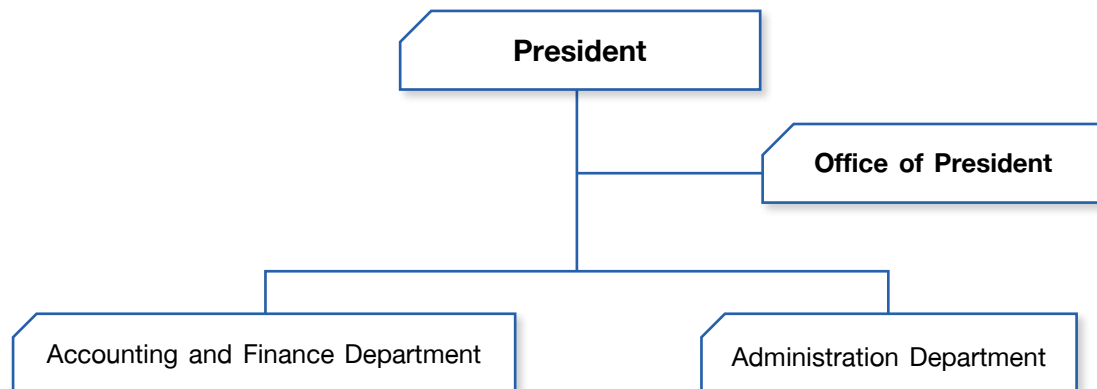 President
Office of President
Accounting and Finance Department
Administration Department